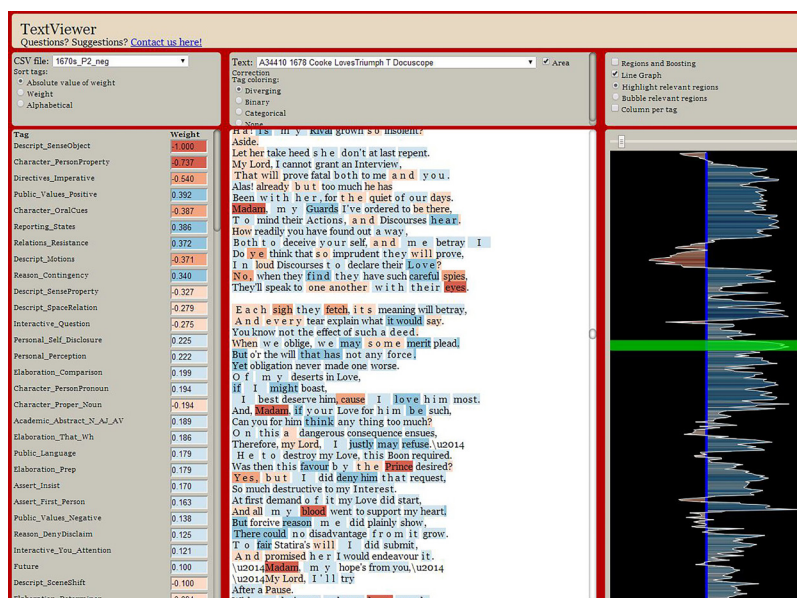 TextViewer
Questions? Suggestions? Contact us here!
CSV file: 1670s_P2_neg
Sort tags:
Absolute value of weight
Weight
Alphabetical
Text: A34410 1678 Cooke LovesTriumph T Docuscope
Area
Correction
Tag coloring:
Diverging
Binary
Categorical
None
Regions and Boosting
Line Graph
Highlight relevant regions
Bubble relevant regions
Column per tag
Tag Weight
Descript_SenseObject -1.000
Character_PersonProperty -0.737
Directives_Imperative -0.540
Public_Values_Positive 0.392
Character_OralCues -0.387
Reporting_States 0.386
Relations_Resistance 0.372
Descript_Motions -0.371
Reason_Contingency 0.340
Descript_SenseProperty -0.327
Descript_SpaceRelation -0.279
Interactive_Question -0.275
Personal_Self_Disclosure 0.225
Personal_Perception 0.222
Elaboration_Comparison 0.199
Character_PersonPronoun 0.194
Character_Proper_Noun -0.194
Academic_Abstract_N_AJ_AV 0.189
Elaboration_That_Wh 0.186
Public_Language 0.179
Elaboration_Prep 0.179
Assert_Insist 0.170
Assert_First_Person 0.163
Public_Values_Negative 0.138
Reason_DenyDisclaim 0.125
Interactive_You_Attention 0.121
Future 0.100
Descript_SceneShift -0.100
Ha! Is my Rival grown so insolent?
Aside.
Let her take heed she don't at last repent.
My Lord, I cannot grant an Interview,
That will prove fatal both to me and you.
Alas! already but too much he has
Been with her, for the quiet of our days.
Madam, my Guards I've ordered to be there,
To mind their Actions, and Discourses hear.
How readily you have found out a way,
Both to deceive your self, and me betray I
Do ye think that so imprudent they will prove,
In loud Discourses to declare their Love?
No, when they find they have such careful spies,
They'll speak to one another with their eyes.
Each sigh they fetch, its meaning will betray,
And every tear explain what it would say.
You know not the effect of such a deed.
When we oblige, we may some merit plead,
But o'r the will that has not any force,
Yet obligation never made one worse.
Of my deserts in Love,
if I might boast,
I best deserve him, cause I love him most.
And, Madam, if your Love for him be such,
Can you for him think any thing too much?
On this a dangerous consequence ensues,
Therefore, my Lord, I justly may refuse.\u2014
He to destroy my Love, this Boon required.
Was then this favour by the Prince desired?
Yes, but I did deny him that request,
So much destructive to my Interest.
At first demand of it my Love did start,
And all my blood went to support my heart,
But forcive reason me did plainly show,
There could no disadvantage from it grow.
To fair Statira's will I did submit,
And promised her I would endeavour it.
\u2014Madam, my hope's from you,\u2014
\u2014My Lord, I'll try
After a Pause.